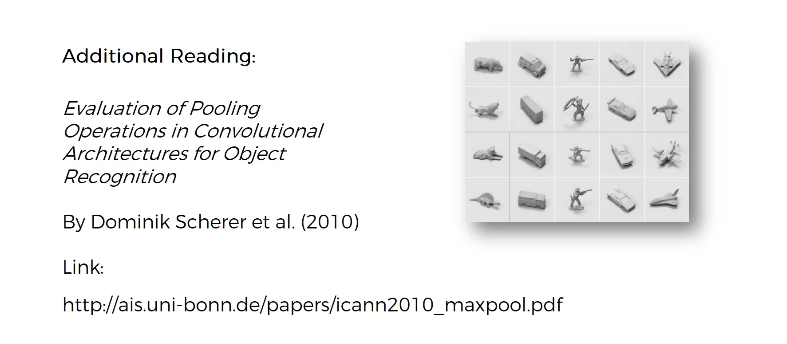 Additional Reading:
Evaluation of Pooling
Operations in Convolutional
Architectures for Object
Recognition
By Dominik Scherer et al. (2010)
Link:
http://ais.uni-bonn.de/papers/icann2010_maxpool.pdf